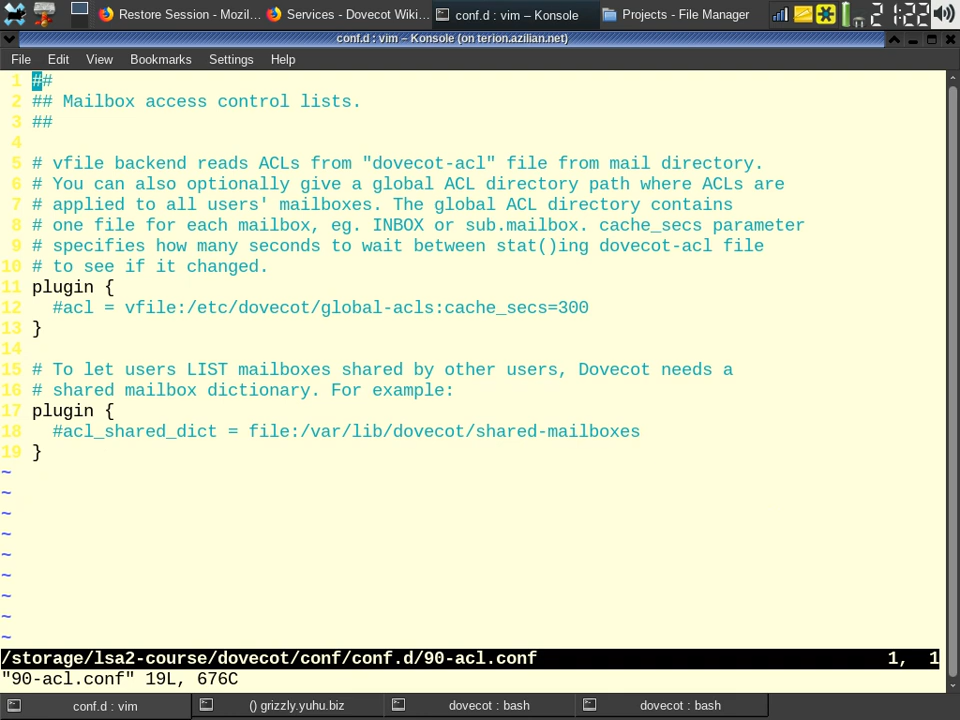 Restore Session - Mozil...
Services - Dovecot Wiki...
conf.d : vim – Konsole
Projects - File Manager
2 1:22
conf.d : vim – Konsole (on terion.azilian.net)
File Edit View Bookmarks Settings Help
1 ##
2 ## Mailbox access control lists.
3 ##
4
5 # vfile backend reads ACLs from "dovecot-acl" file from mail directory.
6 # You can also optionally give a global ACL directory path where ACLs are
7 # applied to all users' mailboxes. The global ACL directory contains
8 # one file for each mailbox, eg. INBOX or sub.mailbox. cache_secs parameter
9 # specifies how many seconds to wait between stat()ing dovecot-acl file
10 # to see if it changed.
11 plugin {
12   #acl = vfile:/etc/dovecot/global-acls:cache_secs=300
13 }
14
15 # To let users LIST mailboxes shared by other users, Dovecot needs a
16 # shared mailbox dictionary. For example:
17 plugin {
18   #acl_shared_dict = file:/var/lib/dovecot/shared-mailboxes
19 }
~
~
~
~
~
~
~
~
~
/storage/lsa2-course/dovecot/conf/conf.d/90-acl.conf 1, 1
"90-acl.conf" 19L, 676C
conf.d : vim
() grizzly.yuhu.biz
dovecot : bash
dovecot : bash